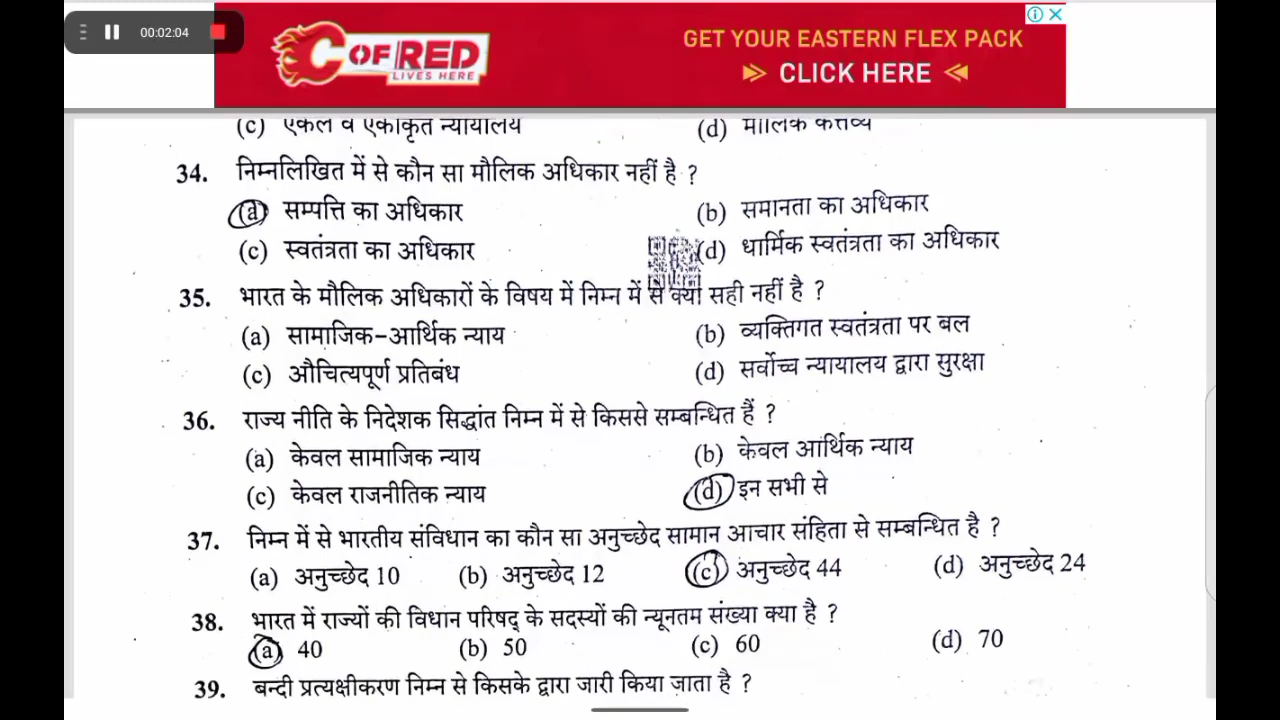 00:02:04
C OF RED
LIVES HERE
GET YOUR EASTERN FLEX PACK
CLICK HERE
(c) एकल व एकीकृत न्यायालय (d) मौलिक कर्त्तव्य
34. निम्नलिखित में से कौन सा मौलिक अधिकार नहीं है ?
(a) सम्पत्ति का अधिकार (b) समानता का अधिकार
(c) स्वतंत्रता का अधिकार (d) धार्मिक स्वतंत्रता का अधिकार
35. भारत के मौलिक अधिकारों के विषय में निम्न में से क्या सही नहीं है ?
(a) सामाजिक-आर्थिक न्याय (b) व्यक्तिगत स्वतंत्रता पर बल
(c) औचित्यपूर्ण प्रतिबंध (d) सर्वोच्च न्यायालय द्वारा सुरक्षा
36. राज्य नीति के निदेशक सिद्धांत निम्न में से किससे सम्बन्धित हैं ?
(a) केवल सामाजिक न्याय (b) केवल आर्थिक न्याय
(c) केवल राजनीतिक न्याय (d) इन सभी से
37. निम्न में से भारतीय संविधान का कौन सा अनुच्छेद सामान आचार संहिता से सम्बन्धित है ?
(a) अनुच्छेद 10 (b) अनुच्छेद 12 (c) अनुच्छेद 44 (d) अनुच्छेद 24
38. भारत में राज्यों की विधान परिषद् के सदस्यों की न्यूनतम संख्या क्या है ?
(a) 40 (b) 50 (c) 60 (d) 70
39. बन्दी प्रत्यक्षीकरण निम्न से किसके द्वारा जारी किया जाता है ?